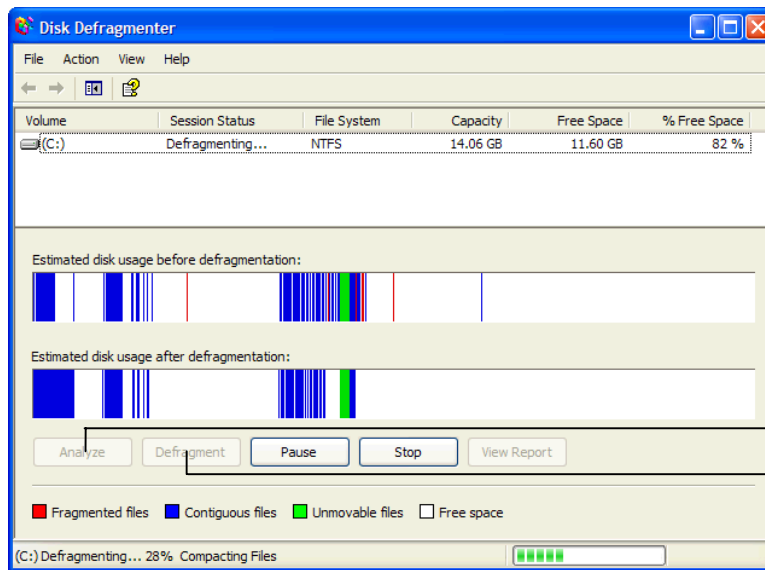 Disk Defragmenter
File Action View Help
Volume Session Status File System Capacity Free Space % Free Space
(C:) Defragmenting... NTFS 14.06 GB 11.60 GB 82 %
Estimated disk usage before defragmentation:
Estimated disk usage after defragmentation:
Analyze Defragment Pause Stop View Report
Fragmented files Contiguous files Unmovable files Free space
(C:) Defragmenting... 28% Compacting Files